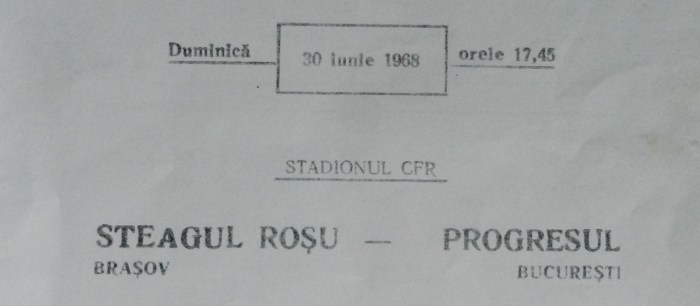 Duminică 30 iunie 1968 orele 17,45
STADIONUL CFR
STEAGUL ROȘU — PROGRESUL
BRAȘOV BUCUREȘTI